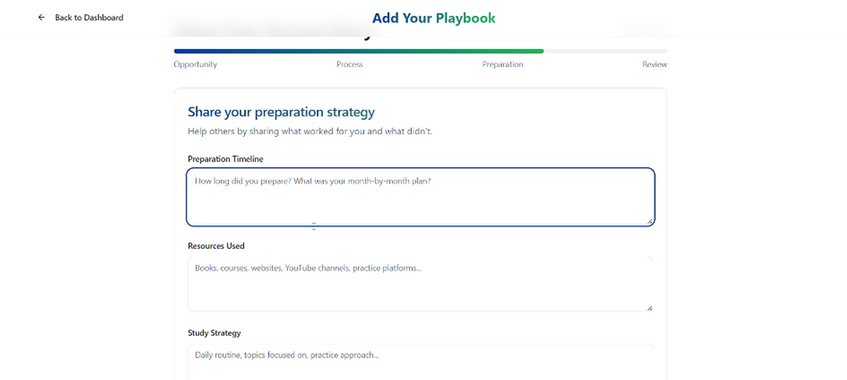 Back to Dashboard
Add Your Playbook
Opportunity Process Preparation Review
Share your preparation strategy
Help others by sharing what worked for you and what didn't.
Preparation Timeline
How long did you prepare? What was your month-by-month plan?
Resources Used
Books, courses, websites, YouTube channels, practice platforms...
Study Strategy
Daily routine, topics focused on, practice approach...